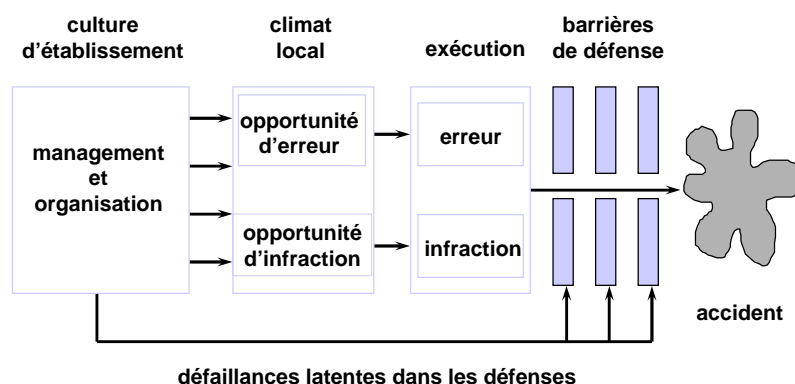 culture
d'établissement
climat
local
exécution
barrières
de défense
management
et
organisation
opportunité
d'erreur
opportunité
d'infraction
erreur
infraction
accident
défaillances latentes dans les défenses